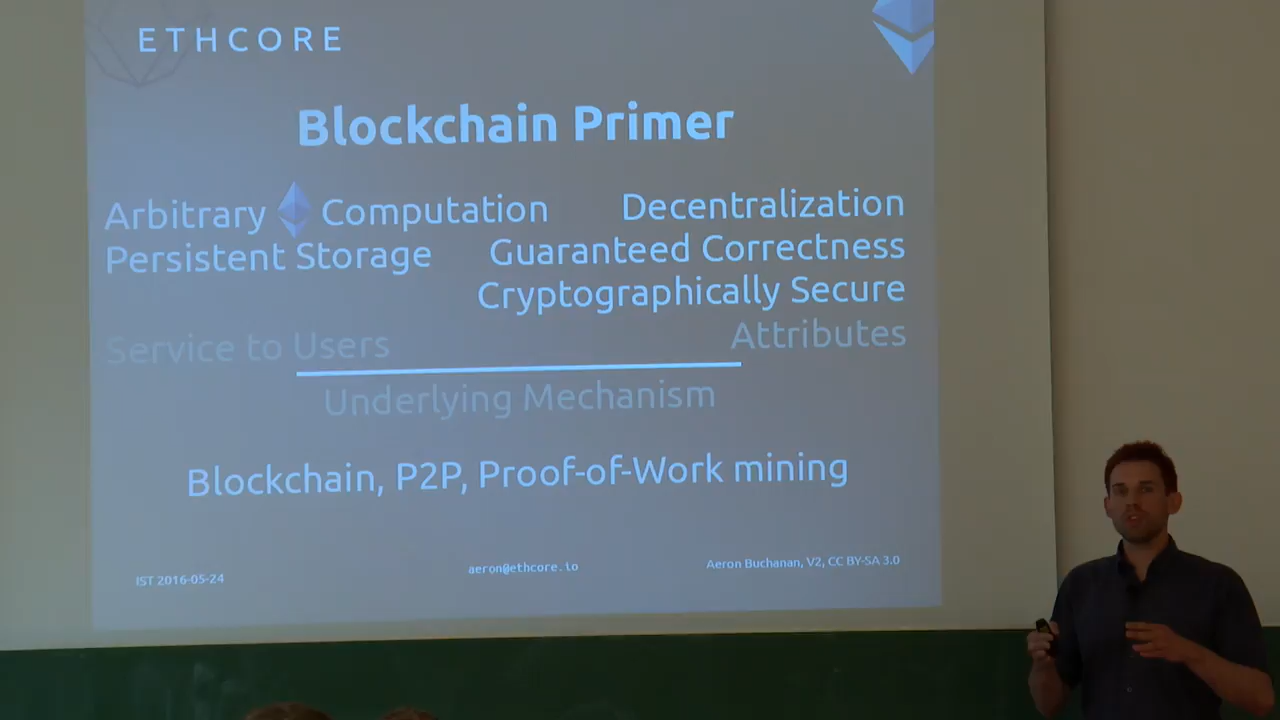 ETHCORE
Blockchain Primer
Arbitrary Computation
Decentralization
Persistent Storage
Guaranteed Correctness
Cryptographically Secure
Service to Users
Attributes
Underlying Mechanism
Blockchain, P2P, Proof-of-Work mining
IST 2016-05-24
aeron@ethcore.io
Aeron Buchanan, V2, CC BY-SA 3.0